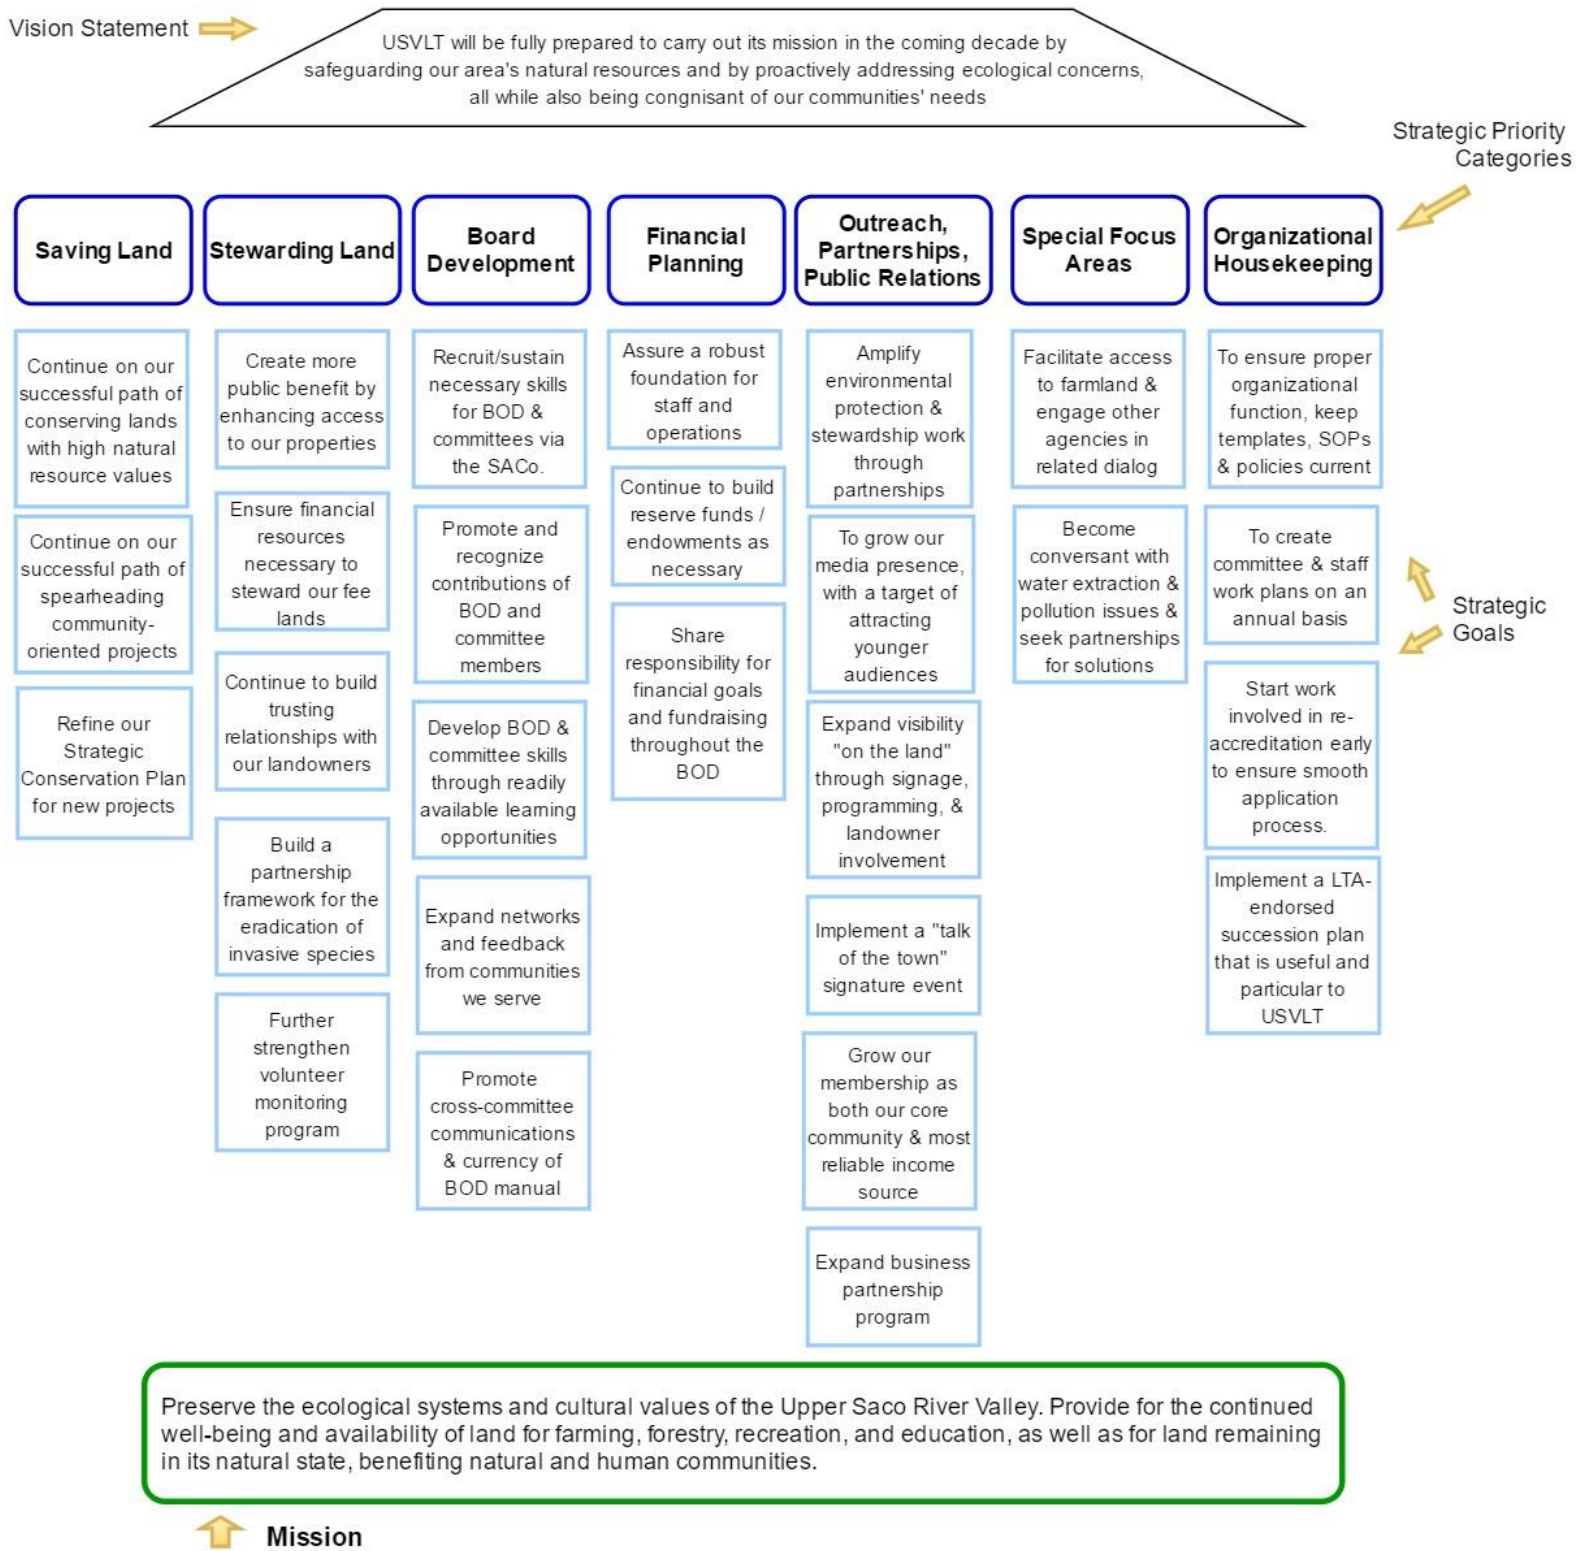 Vision Statement
USVLT will be fully prepared to carry out its mission in the coming decade by
safeguarding our area's natural resources and by proactively addressing ecological concerns,
all while also being congnisant of our communities' needs
Strategic Priority
Categories
Saving Land
Stewarding Land
Board
Development
Financial
Planning
Outreach,
Partnerships,
Public Relations
Special Focus
Areas
Organizational
Housekeeping
Continue on our
successful path of
conserving lands
with high natural
resource values
Continue on our
successful path of
spearheading
community-
oriented projects
Refine our
Strategic
Conservation Plan
for new projects
Create more
public benefit by
enhancing access
to our properties
Ensure financial
resources
necessary to
steward our fee
lands
Continue to build
trusting
relationships with
our landowners
Build a
partnership
framework for the
eradication of
invasive species
Further
strengthen
volunteer
monitoring
program
Recruit/sustain
necessary skills
for BOD &
committees via
the SACo.
Promote and
recognize
contributions of
BOD and
committee
members
Develop BOD &
committee skills
through readily
available learning
opportunities
Expand networks
and feedback
from communities
we serve
Promote
cross-committee
communications
& currency of
BOD manual
Assure a robust
foundation for
staff and
operations
Continue to build
reserve funds /
endowments as
necessary
Share
responsibility for
financial goals
and fundraising
throughout the
BOD
Amplify
environmental
protection &
stewardship work
through
partnerships
To grow our
media presence,
with a target of
attracting
younger
audiences
Expand visibility
"on the land"
through signage,
programming, &
landowner
involvement
Implement a "talk
of the town"
signature event
Grow our
membership as
both our core
community & most
reliable income
source
Expand business
partnership
program
Facilitate access
to farmland &
engage other
agencies in
related dialog
Become
conversant with
water extraction &
pollution issues &
seek partnerships
for solutions
To ensure proper
organizational
function, keep
templates, SOPs
& policies current
To create
committee & staff
work plans on an
annual basis
Start work
involved in re-
accreditation early
to ensure smooth
application
process.
Implement a LTA-
endorsed
succession plan
that is useful and
particular to
USVLT
Strategic
Goals
Preserve the ecological systems and cultural values of the Upper Saco River Valley. Provide for the continued
well-being and availability of land for farming, forestry, recreation, and education, as well as for land remaining
in its natural state, benefiting natural and human communities.
Mission